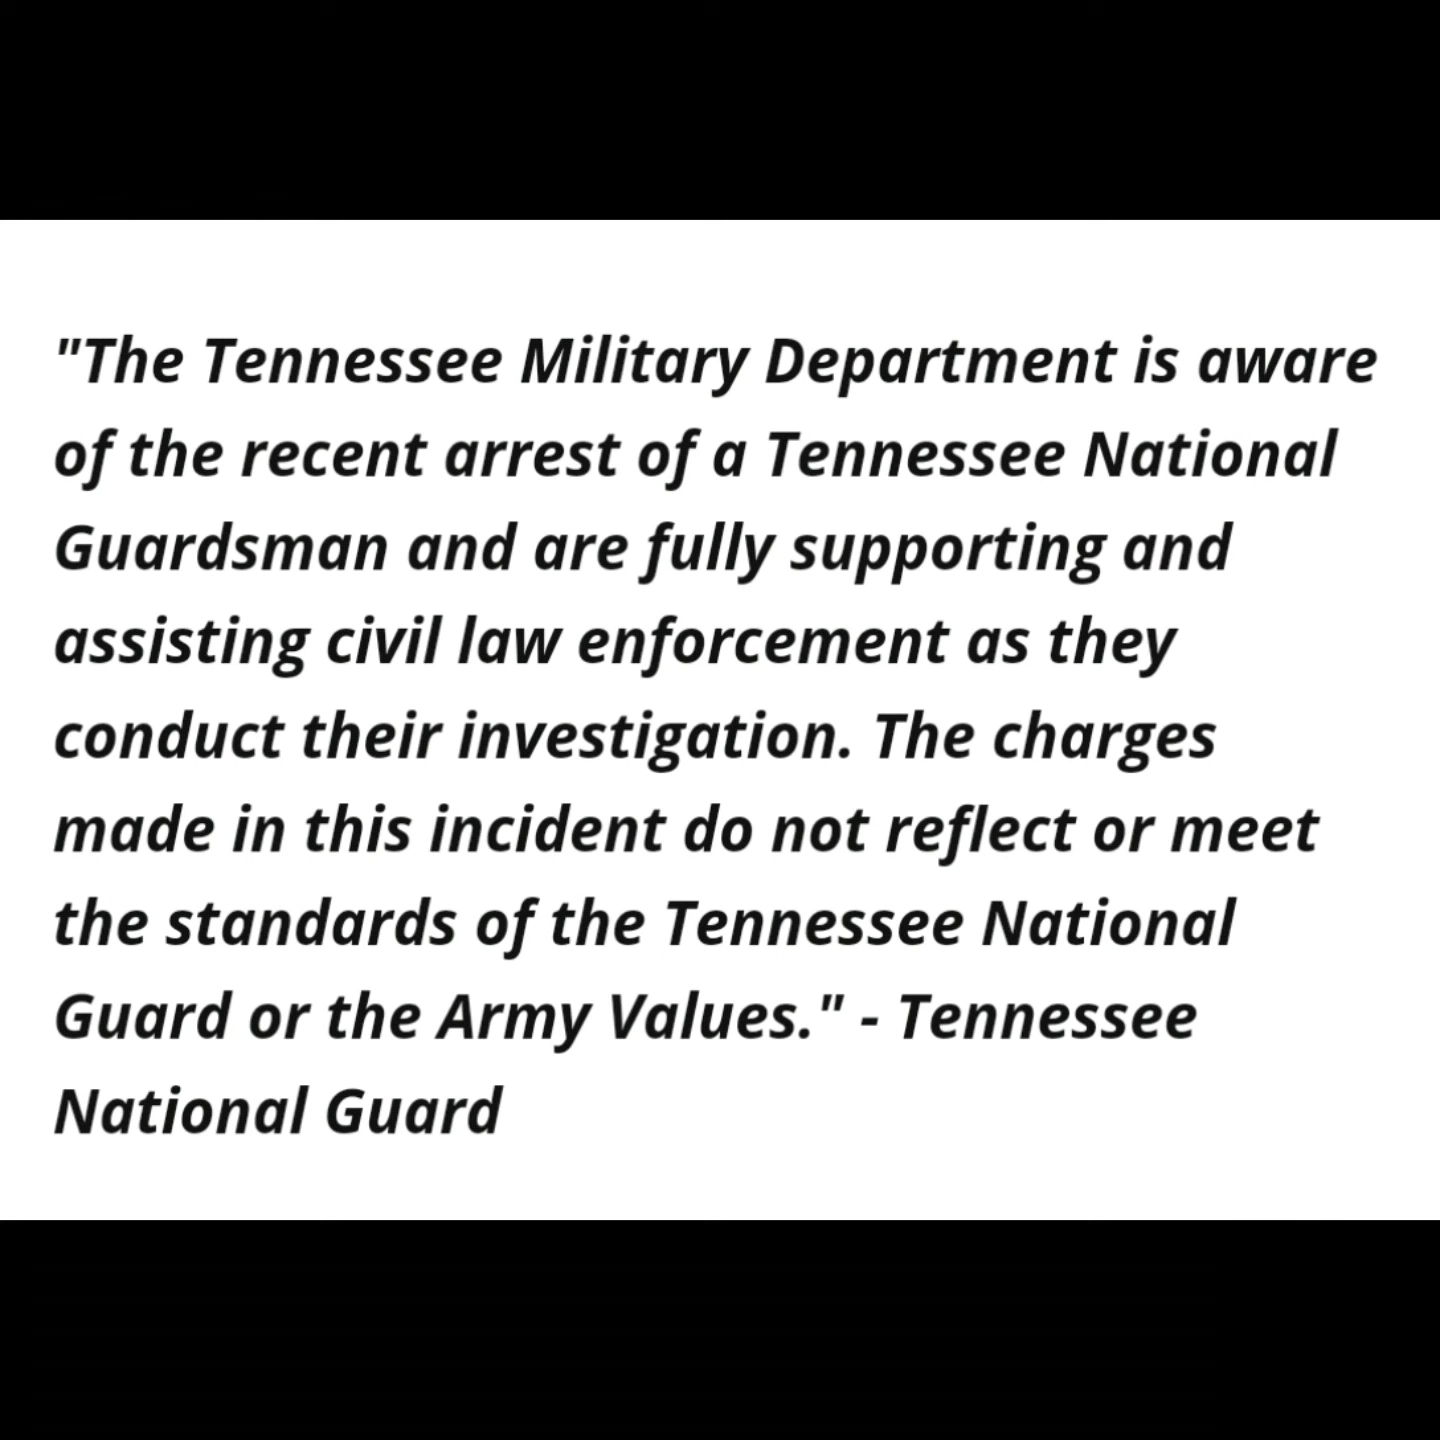 "The Tennessee Military Department is aware
of the recent arrest of a Tennessee National
Guardsman and are fully supporting and
assisting civil law enforcement as they
conduct their investigation. The charges
made in this incident do not reflect or meet
the standards of the Tennessee National
Guard or the Army Values." - Tennessee
National Guard